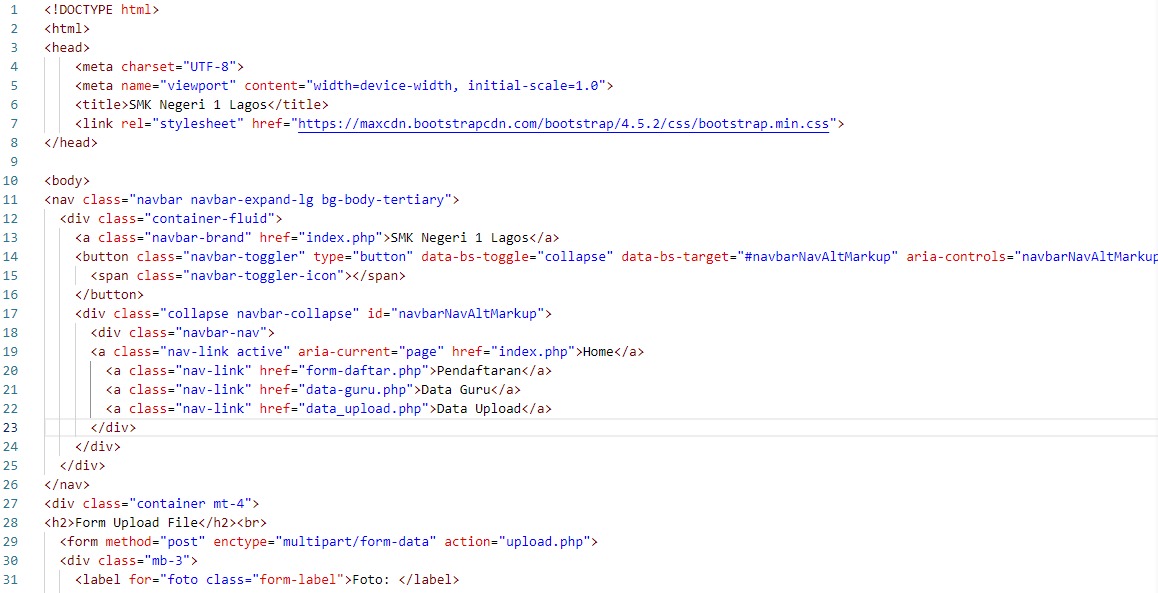 1 <!DOCTYPE html>
2 <html>
3 <head>
4 <meta charset="UTF-8">
5 <meta name="viewport" content="width=device-width, initial-scale=1.0">
6 <title>SMK Negeri 1 Lagos</title>
7 <link rel="stylesheet" href="https://maxcdn.bootstrapcdn.com/bootstrap/4.5.2/css/bootstrap.min.css">
8 </head>
9
10 <body>
11 <nav class="navbar navbar-expand-lg bg-body-tertiary">
12 <div class="container-fluid">
13 <a class="navbar-brand" href="index.php">SMK Negeri 1 Lagos</a>
14 <button class="navbar-toggler" type="button" data-bs-toggle="collapse" data-bs-target="#navbarNavAltMarkup" aria-controls="navbarNavAltMarkup
15 <span class="navbar-toggler-icon"></span>
16 </button>
17 <div class="collapse navbar-collapse" id="navbarNavAltMarkup">
18 <div class="navbar-nav">
19 <a class="nav-link active" aria-current="page" href="index.php">Home</a>
20 <a class="nav-link" href="form-daftar.php">Pendaftaran</a>
21 <a class="nav-link" href="data-guru.php">Data Guru</a>
22 <a class="nav-link" href="data_upload.php">Data Upload</a>
23 </div>
24 </div>
25 </div>
26 </nav>
27 <div class="container mt-4">
28 <h2>Form Upload File</h2><br>
29 <form method="post" enctype="multipart/form-data" action="upload.php">
30 <div class="mb-3">
31 <label for="foto class="form-label">Foto: </label>